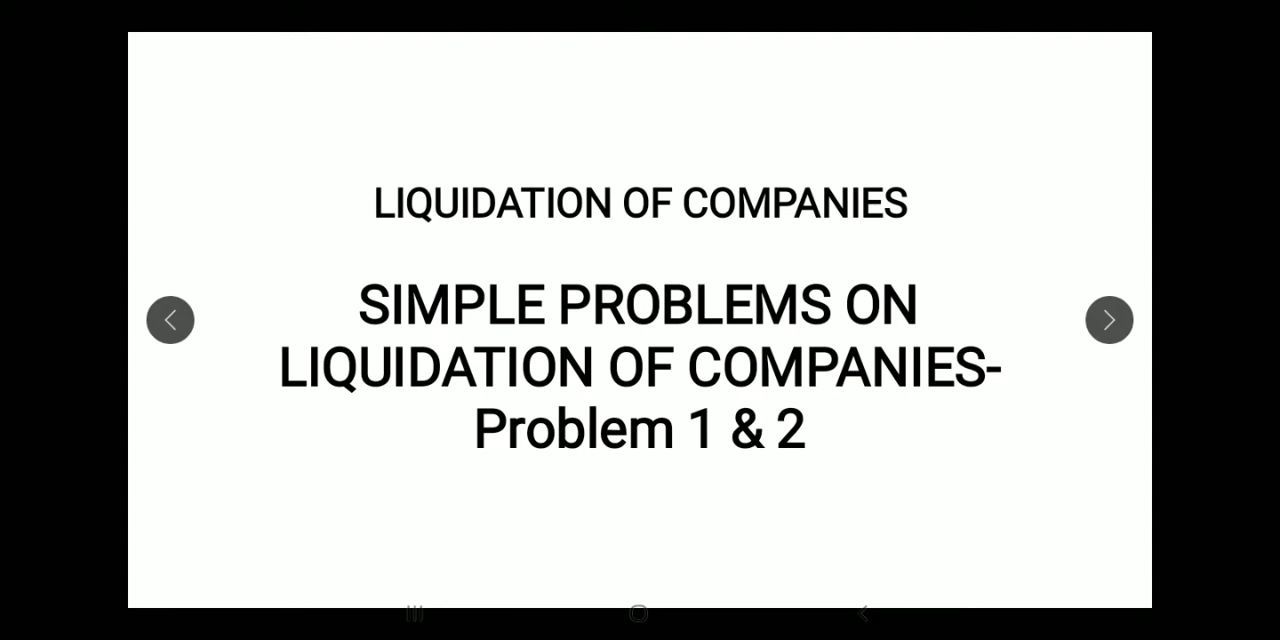 LIQUIDATION OF COMPANIES
SIMPLE PROBLEMS ON
LIQUIDATION OF COMPANIES-
Problem 1 & 2